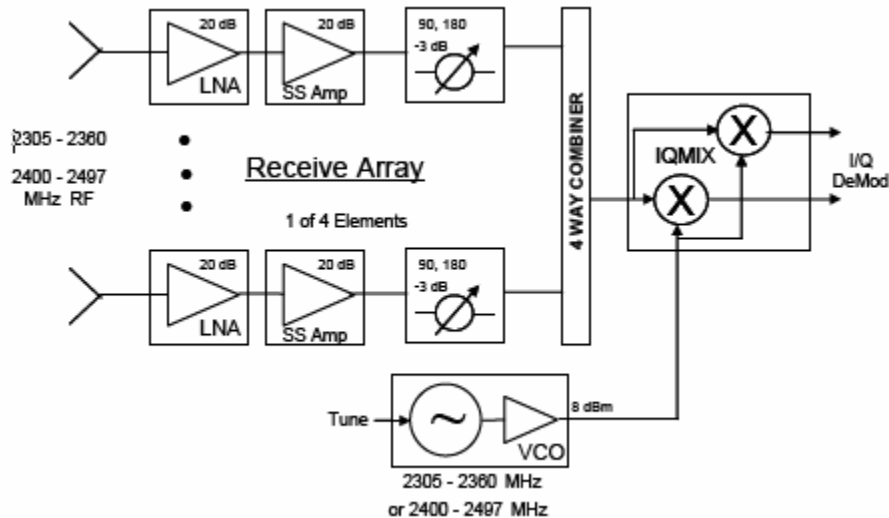 20 dB
LNA
20 dB
SS Amp
90, 180
-3 dB
2305 - 2360
2400 - 2497
MHz RF
Receive Array
1 of 4 Elements
4 WAY COMBINER
IQMIX
X
X
I/Q
DeMod
20 dB
LNA
20 dB
SS Amp
90, 180
-3 dB
Tune
~
VCO
8 dBm
2305 - 2360 MHz
or 2400 - 2497 MHz